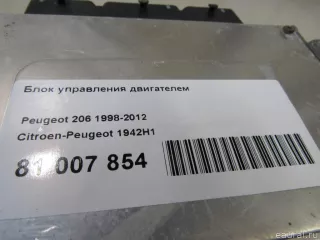 Блок управления двигателем
Peugeot 206 1998-2012
Citroen-Peugeot 1942H1
81 007 854